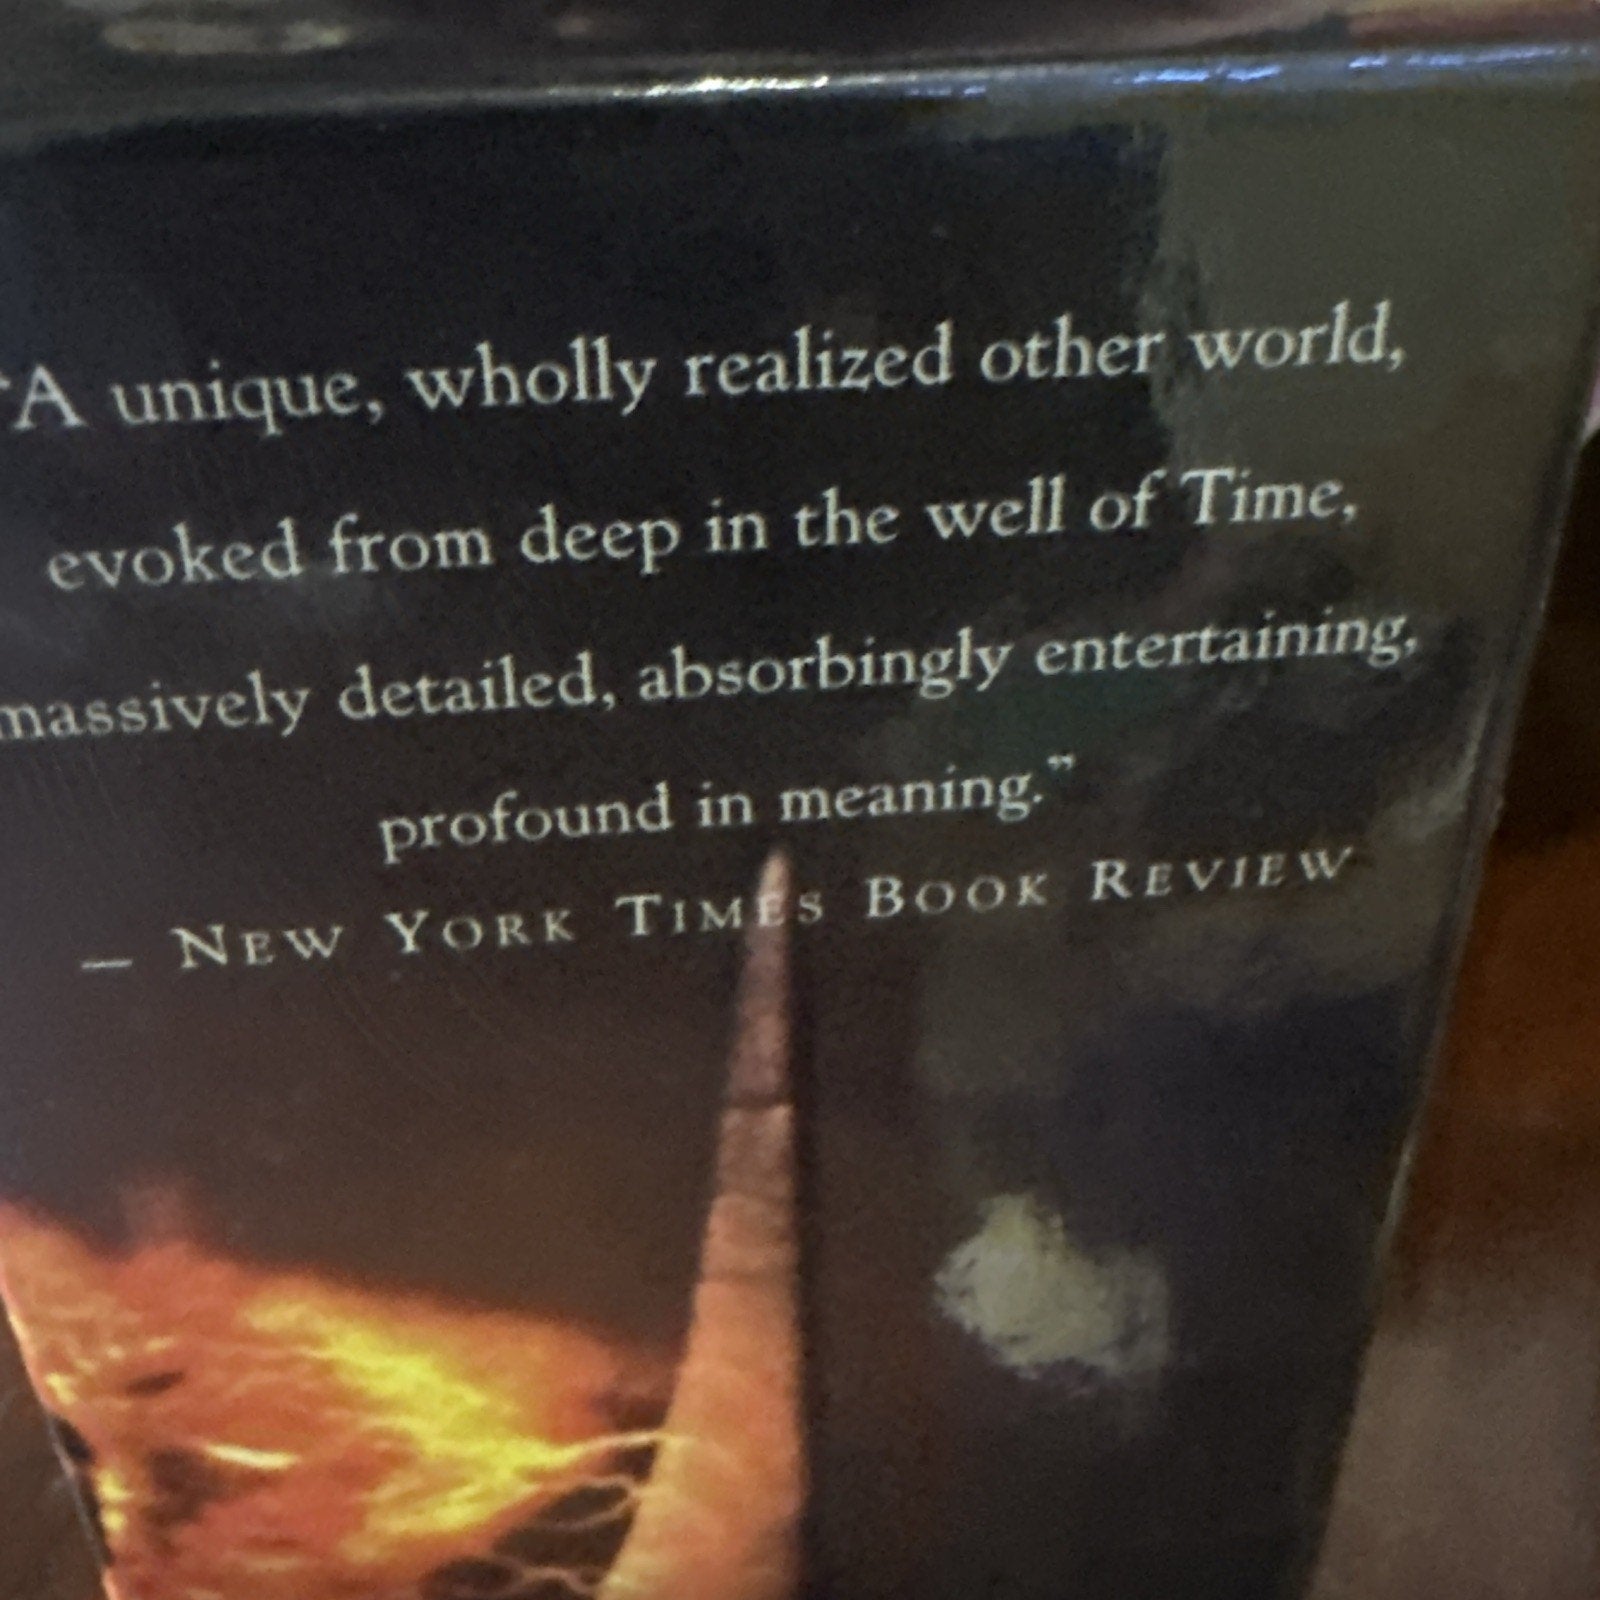 “A unique, wholly realized other world,
evoked from deep in the well of Time,
massively detailed, absorbingly entertaining,
profound in meaning.”
— NEW YORK TIMES BOOK REVIEW